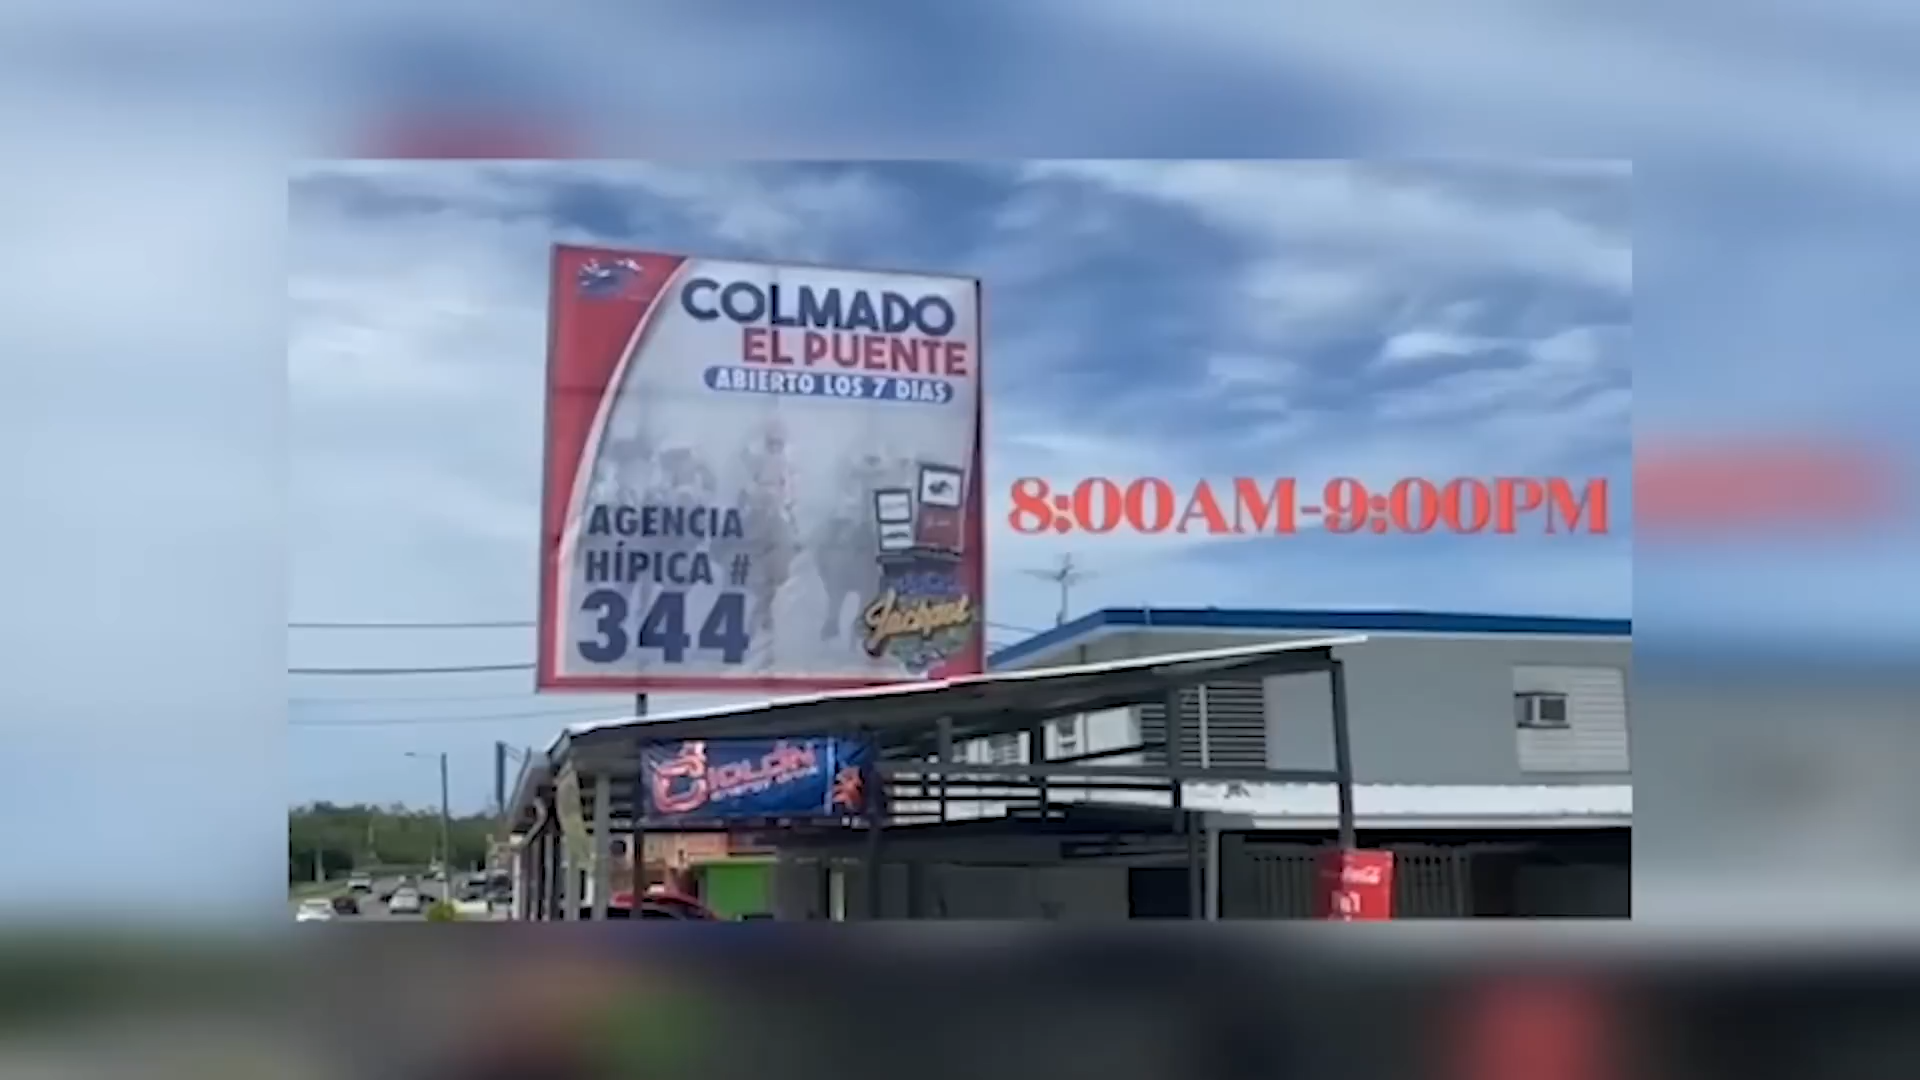 COLMADO
EL PUENTE
ABIERTO LOS 7 DIAS
8:00AM-9:00PM
AGENCIA
HÍPICA #
344
Jackpot